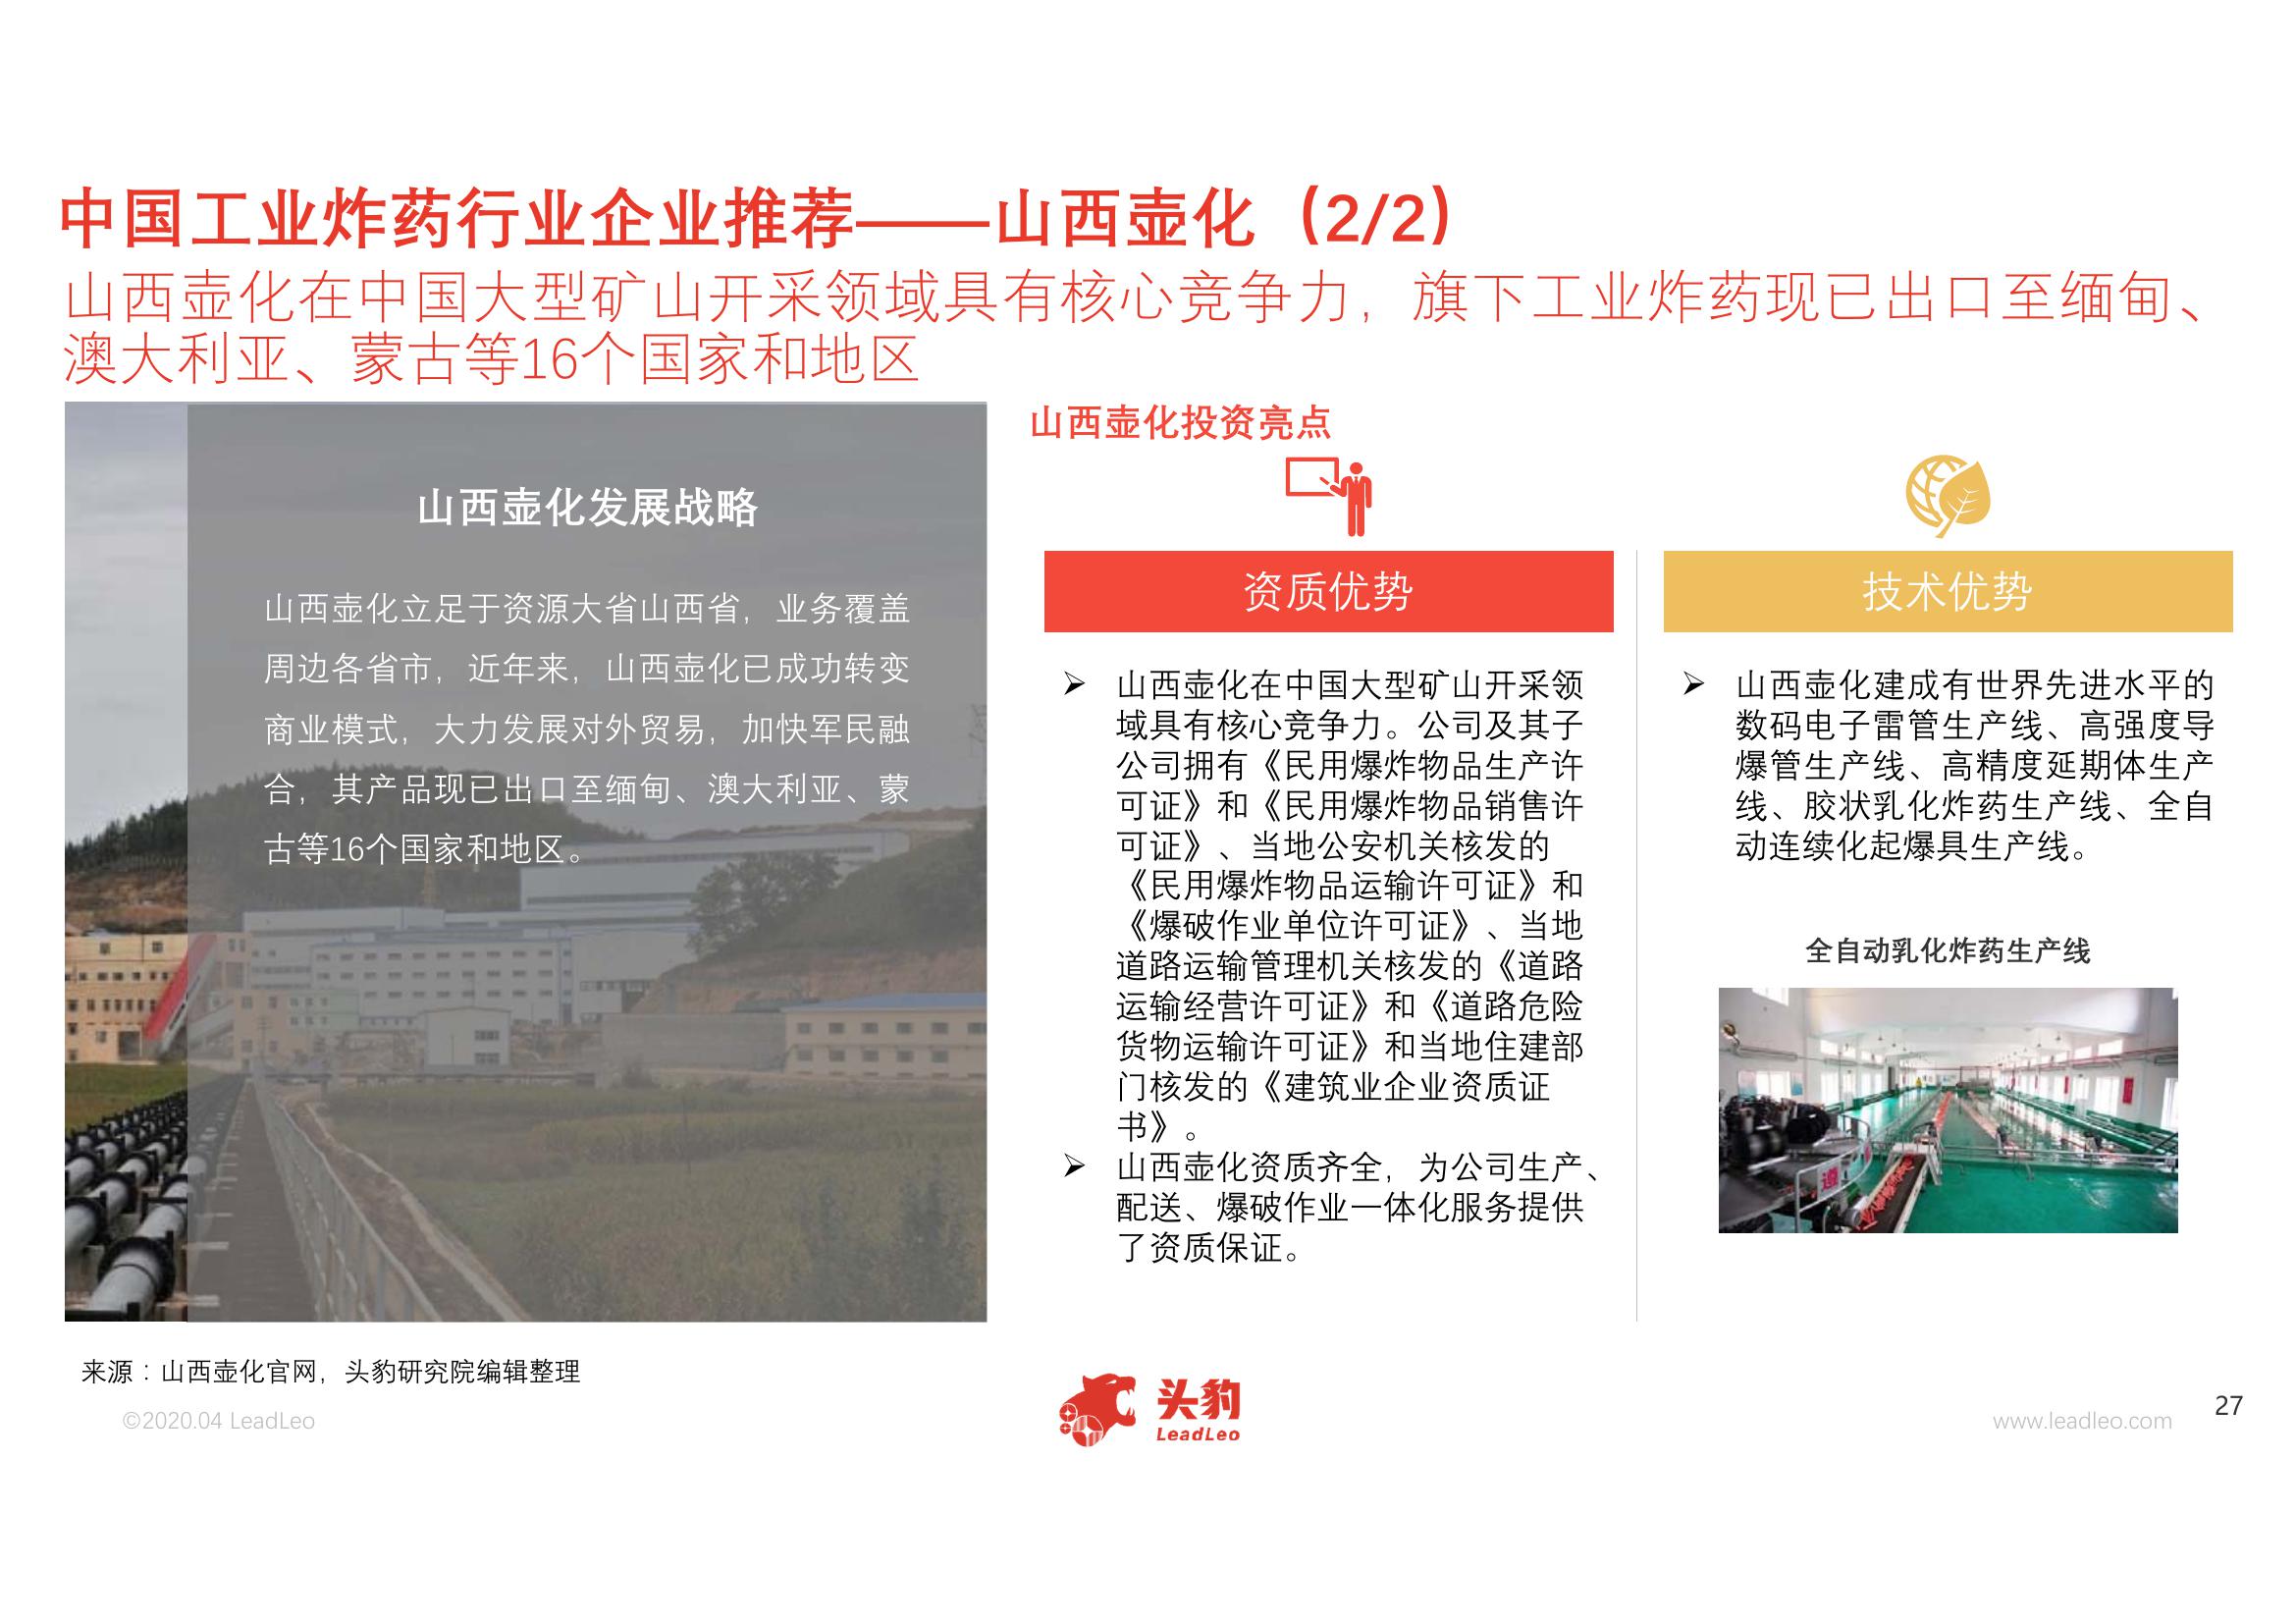 中国工业炸药行业企业推荐——山西壶化（2/2）
山西壶化在中国大型矿山开采领域具有核心竞争力，旗下工业炸药现已出口至缅甸、
澳大利亚、蒙古等16个国家和地区
山西壶化发展战略
山西壶化立足于资源大省山西省，业务覆盖
周边各省市，近年来，山西壶化已成功转变
商业模式，大力发展对外贸易，加快军民融
合，其产品现已出口至缅甸、澳大利亚、蒙
古等16个国家和地区。
山西壶化投资亮点
资质优势
➢ 山西壶化在中国大型矿山开采领
域具有核心竞争力。公司及其子
公司拥有《民用爆炸物品生产许
可证》和《民用爆炸物品销售许
可证》、当地公安机关核发的
《民用爆炸物品运输许可证》和
《爆破作业单位许可证》、当地
道路运输管理机关核发的《道路
运输经营许可证》和《道路危险
货物运输许可证》和当地住建部
门核发的《建筑业企业资质证
书》。
➢ 山西壶化资质齐全，为公司生产、
配送、爆破作业一体化服务提供
了资质保证。
技术优势
➢ 山西壶化建成有世界先进水平的
数码电子雷管生产线、高强度导
爆管生产线、高精度延期体生产
线、胶状乳化炸药生产线、全自
动连续化起爆具生产线。
全自动乳化炸药生产线
来源：山西壶化官网，头豹研究院编辑整理
©2020.04 LeadLeo
头豹
LeadLeo
www.leadleo.com
27